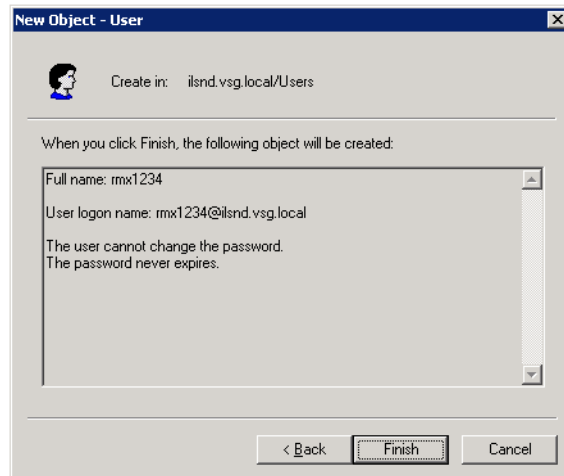 New Object - User
Create in: ilsnd.vsg.local/Users
When you click Finish, the following object will be created:
Full name: rmx1234
User logon name: rmx1234@ilsnd.vsg.local
The user cannot change the password.
The password never expires.
< Back Finish Cancel